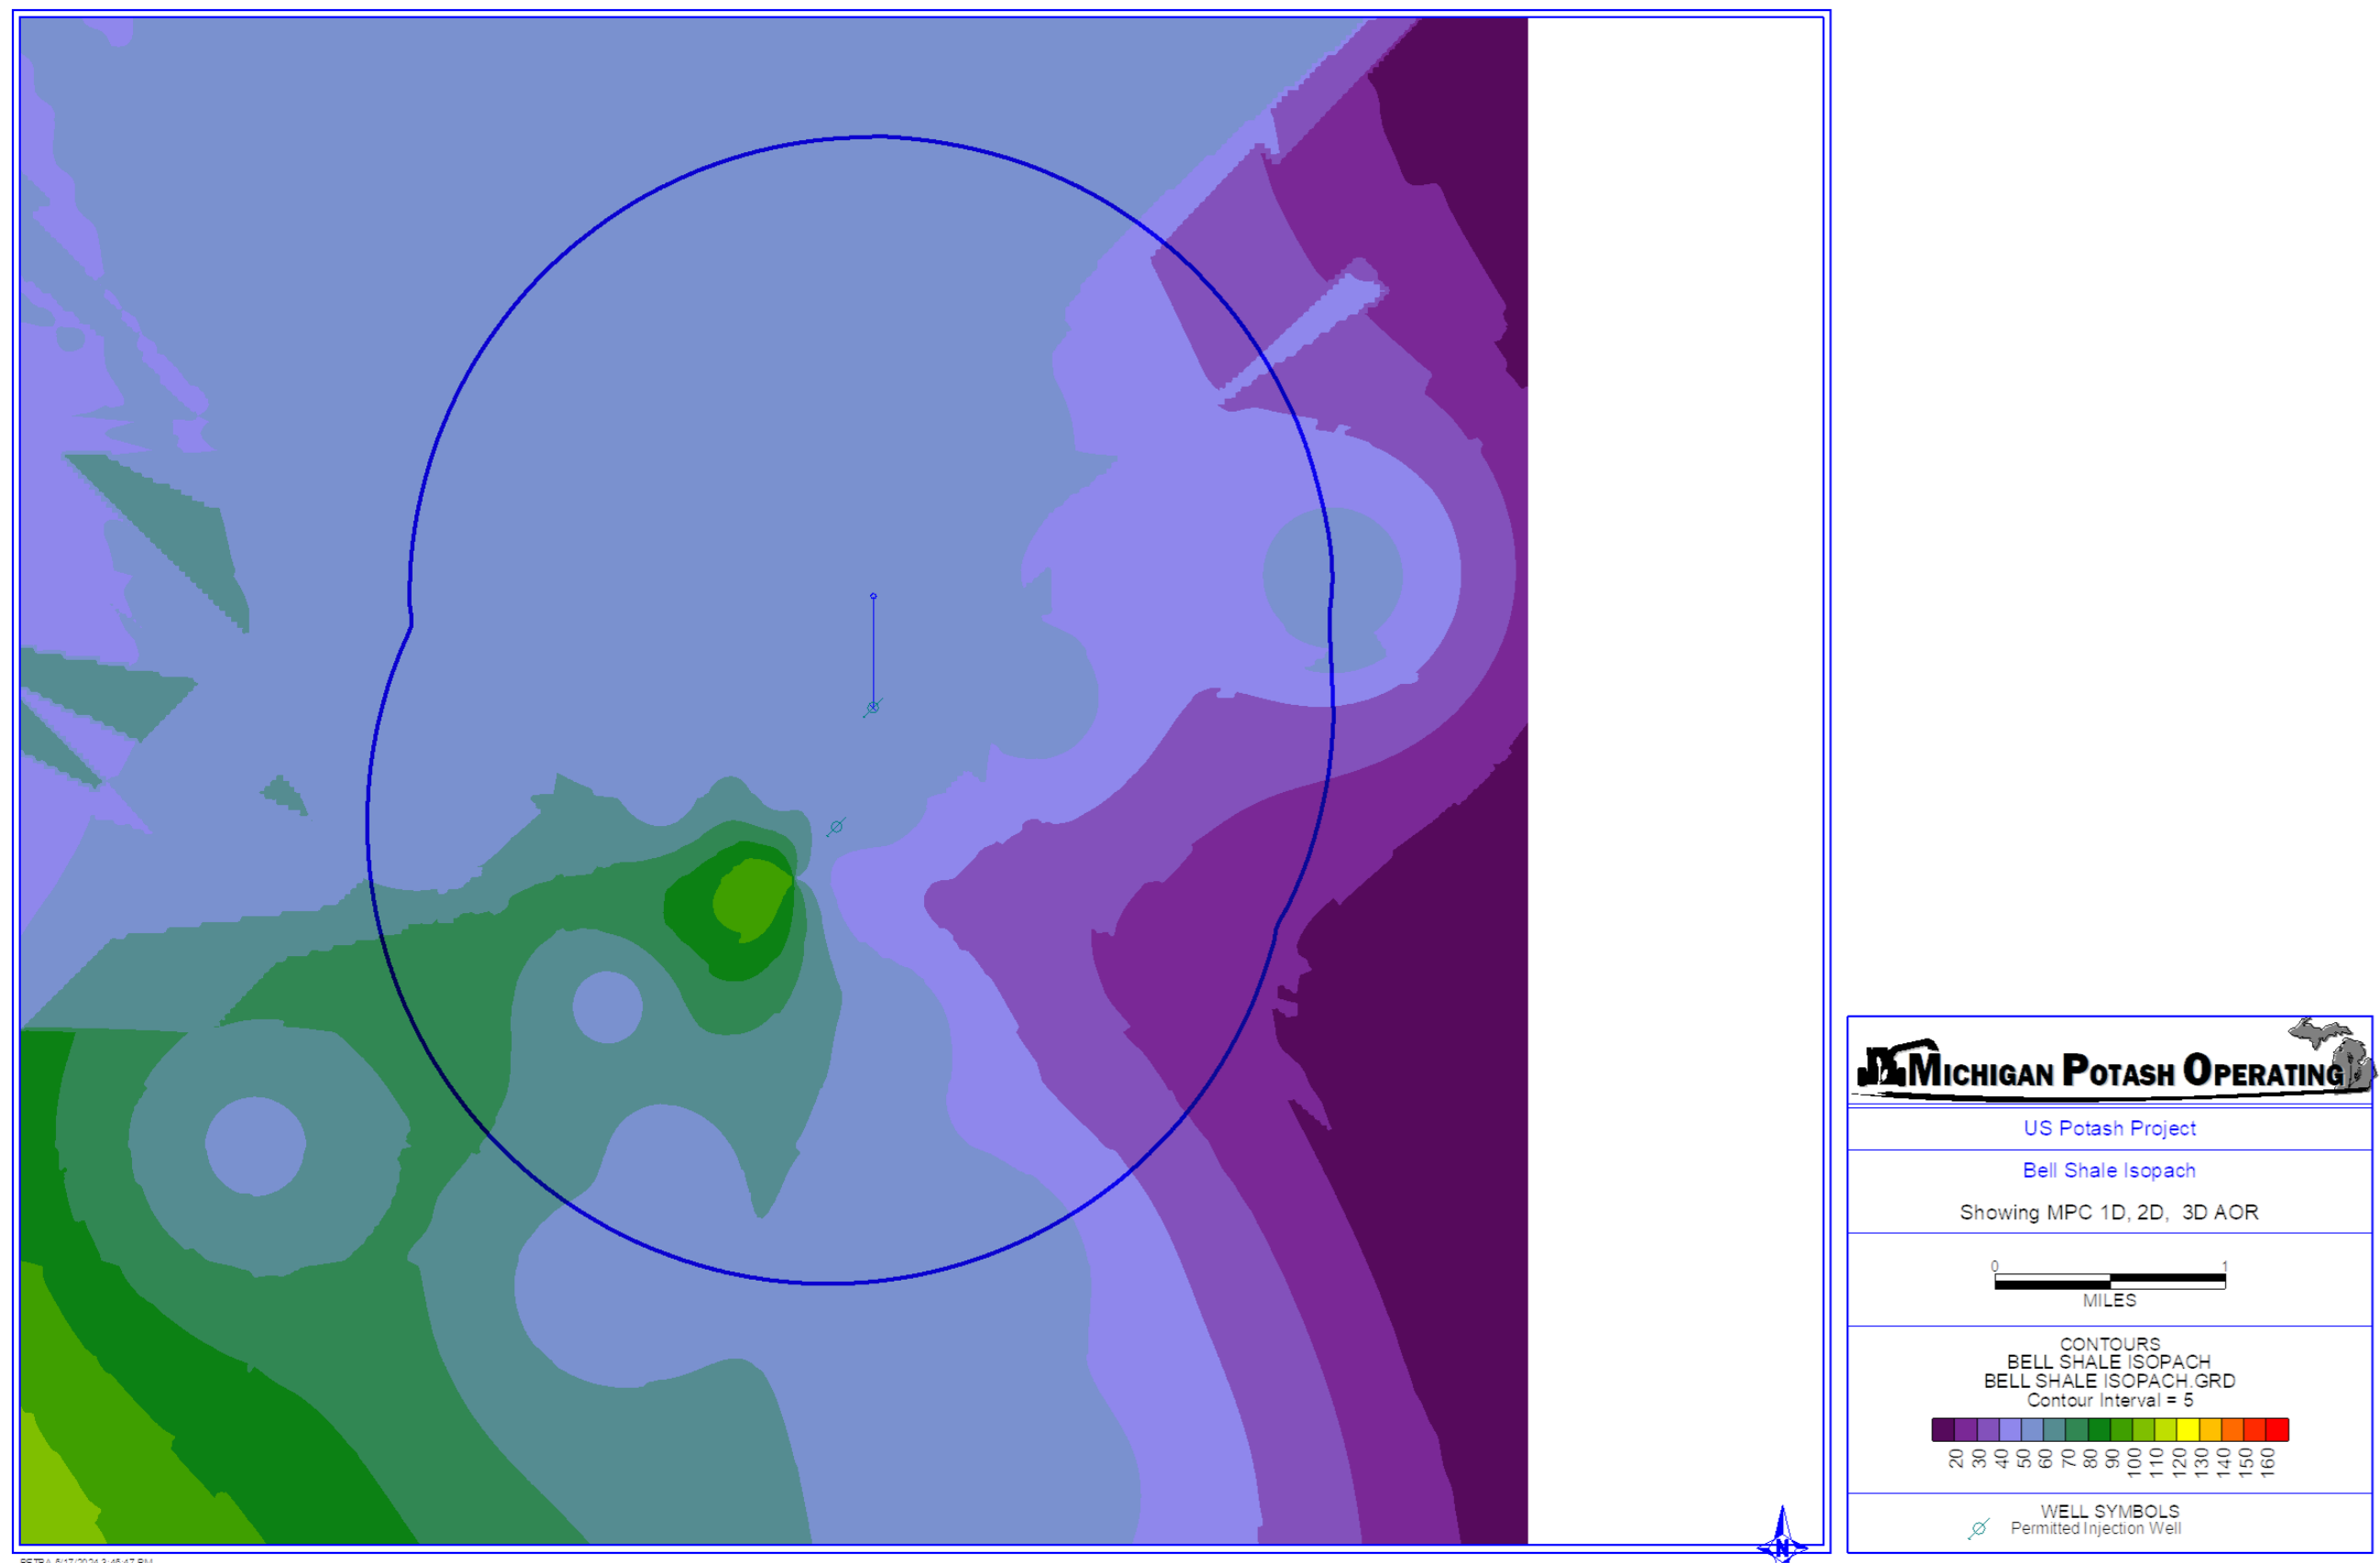 MICHIGAN POTASH OPERATING
US Potash Project
Bell Shale Isopach
Showing MPC 1D, 2D, 3D AOR
0 1
MILES
CONTOURS
BELL SHALE ISOPACH
BELL SHALE ISOPACH.GRD
Contour Interval = 5
20 30 40 50 60 70 80 90 100 110 120 130 140 150 160
WELL SYMBOLS
Permitted Injection Well
N